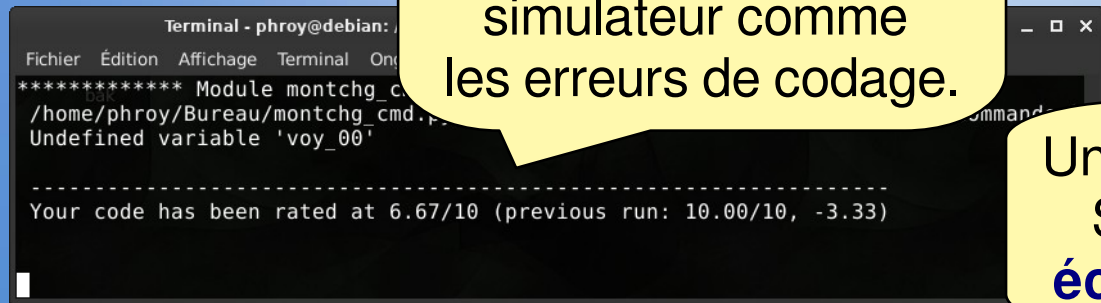 simulateur comme
les erreurs de codage.
Terminal - phroy@debian:
Fichier Édition Affichage Terminal
************* Module montchg_c
/home/phroy/Bureau/montchg_cmd.
Undefined variable 'voy_00'
-----------------------------------------------------------------------
Your code has been rated at 6.67/10 (previous run: 10.00/10, -3.33)
Un